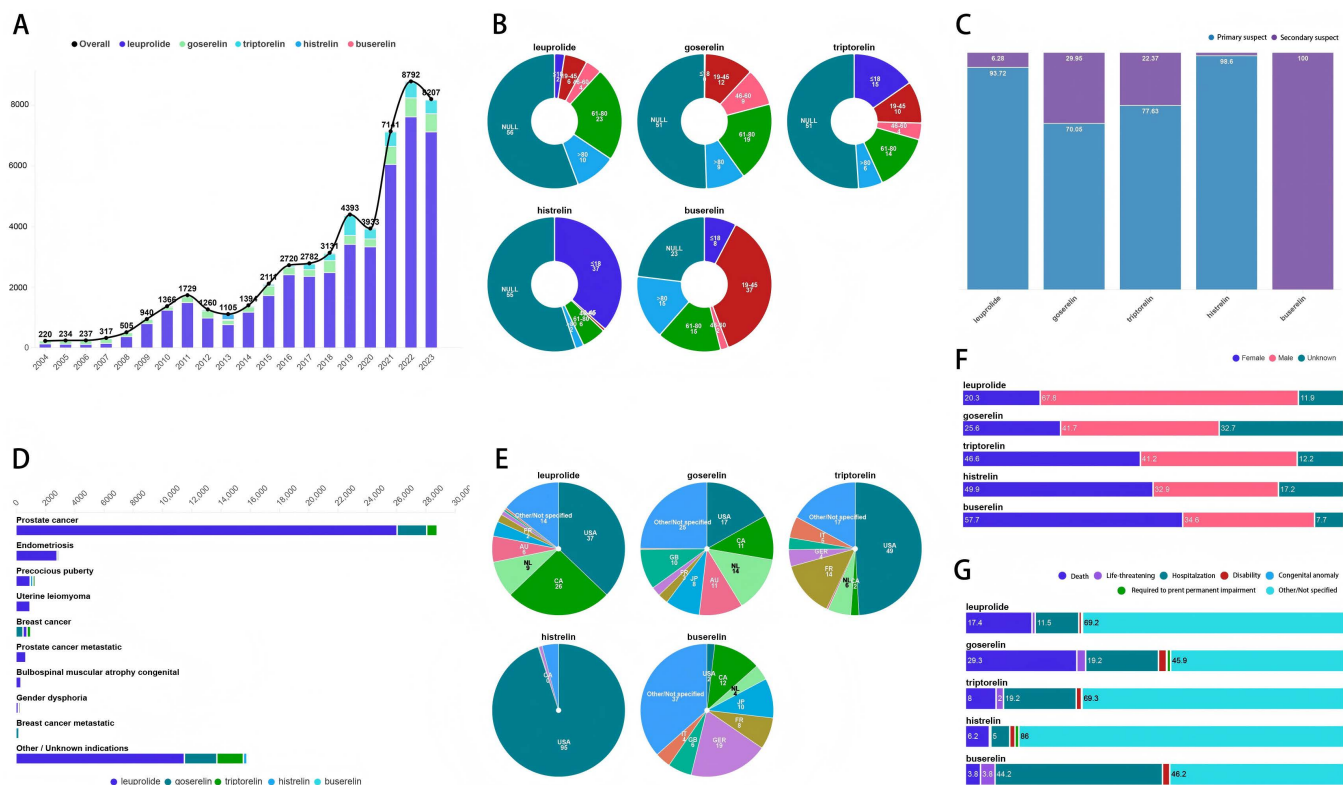 A
Overall leuprolide goserelin triptorelin histrelin buserelin
8000
6000
4000
2000
0
220 234 237 317 505 940 1366 1729 1260 1105 1394 2111 2720 2782 3131 4393 3933 7141 8792 8207
2004 2005 2006 2007 2008 2009 2010 2011 2012 2013 2014 2015 2016 2017 2018 2019 2020 2021 2022 2023
B
leuprolide
19-45
6
4
61-80
23
>80
10
NULL
56
goserelin
19-45
12
46-60
9
61-80
19
>80
9
NULL
51
triptorelin
≤18
15
19-45
10
46-60
61-80
14
>80
6
NULL
51
histrelin
≤18
37
61-80
6
NULL
55
buserelin
≤18
8
19-45
37
61-80
15
>80
15
NULL
23
C
Primary suspect Secondary suspect
6.28 29.95 22.37 98.6 100
93.72 70.05 77.63
leuprolide goserelin triptorelin histrelin buserelin
D
0 2000 4000 6000 8000 10,000 12,000 14,000 16,000 18,000 20,000 22,000 24,000 26,000 28,000 30,00
Prostate cancer
Endometriosis
Precocious puberty
Uterine leiomyoma
Breast cancer
Prostate cancer metastatic
Bulbospinal muscular atrophy congenital
Gender dysphoria
Breast cancer metastatic
Other / Unknown indications
leuprolide goserelin triptorelin histrelin buserelin
E
leuprolide
USA
37
CA
26
NL
9
AU
6
FR
2
Other/Not specified
14
goserelin
USA
17
CA
11
NL
14
AU
11
JP
8
FR
GB
10
Other/Not specified
25
triptorelin
USA
49
NL
6
FR
14
GER
IT
5
Other/Not specified
17
histrelin
USA
95
CA
0
buserelin
USA
2
CA
12
NL
4
JP
10
FR
8
GER
19
GB
6
IT
4
Other/Not specified
37
F
Female Male Unknown
leuprolide
20.3 67.8 11.9
goserelin
25.6 41.7 32.7
triptorelin
46.6 41.2 12.2
histrelin
49.9 32.9 17.2
buserelin
57.7 34.6 7.7
G
Death Life-threatening Hospitalzation Disability Congenital anomaly
Required to prent permanent impairment Other/Not specified
leuprolide
17.4 11.5 69.2
goserelin
29.3 19.2 45.9
triptorelin
8 2 19.2 69.3
histrelin
6.2 5 86
buserelin
3.8 3.8 44.2 46.2